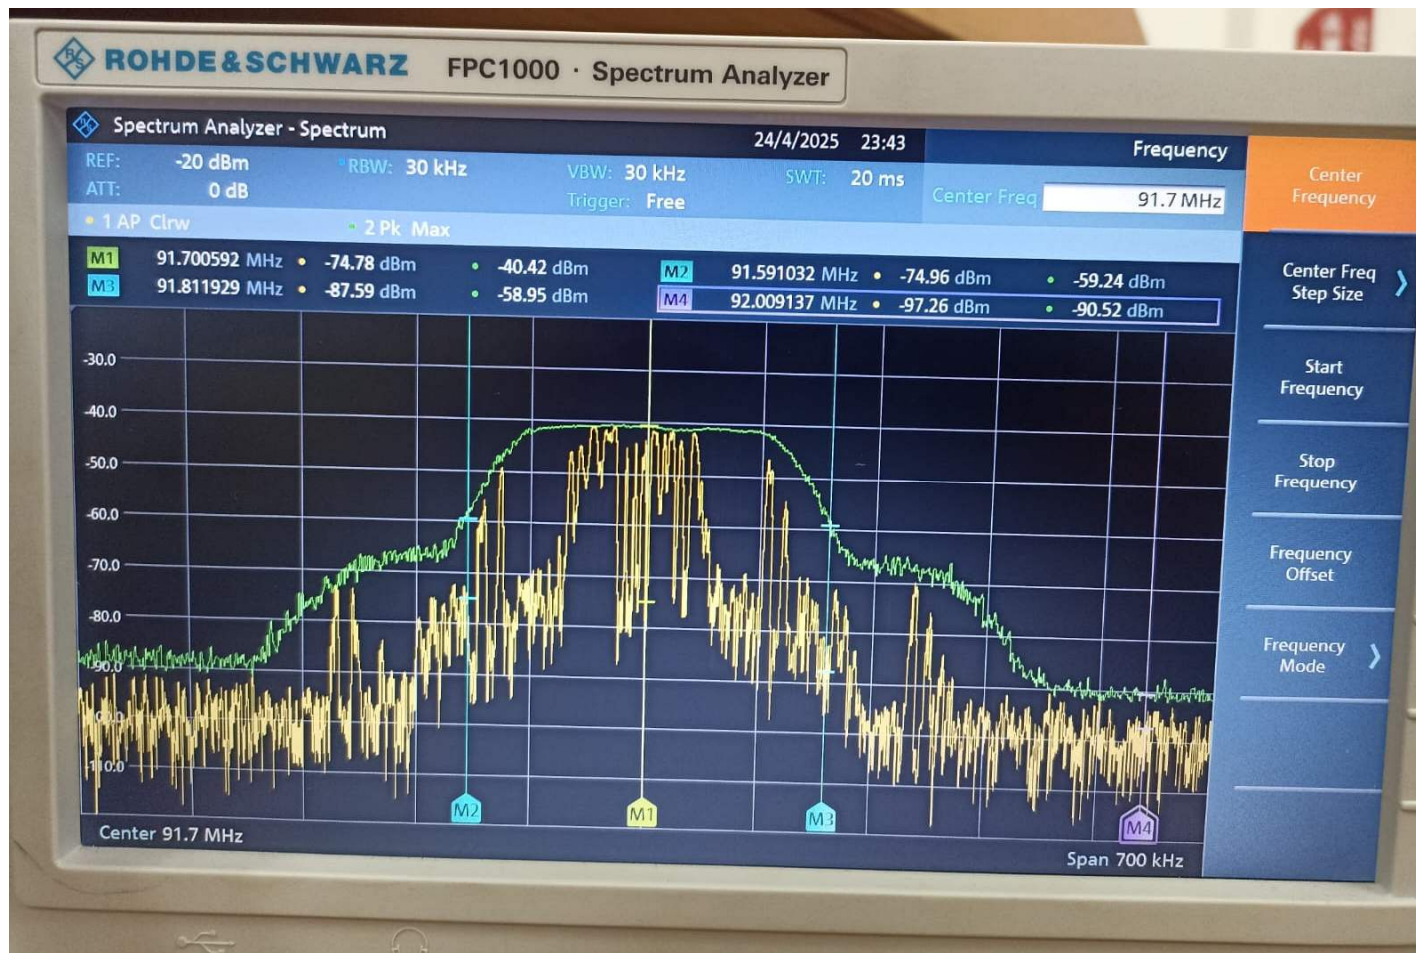 ROHDE&SCHWARZ FPC1000 · Spectrum Analyzer
Spectrum Analyzer - Spectrum 24/4/2025 23:43 Frequency
REF: -20 dBm RBW: 30 kHz VBW: 30 kHz SWT: 20 ms Center Freq 91.7 MHz
ATT: 0 dB Trigger: Free
1 AP Clrw 2 Pk Max
M1 91.700592 MHz -74.78 dBm -40.42 dBm M2 91.591032 MHz -74.96 dBm -59.24 dBm
M3 91.811929 MHz -87.59 dBm -58.95 dBm M4 92.009137 MHz -97.26 dBm -90.52 dBm
-30.0
-40.0
-50.0
-60.0
-70.0
-80.0
-90.0
-110.0
M2 M1 M3 M4
Center 91.7 MHz Span 700 kHz
Center
Frequency
Center Freq
Step Size
Start
Frequency
Stop
Frequency
Frequency
Offset
Frequency
Mode